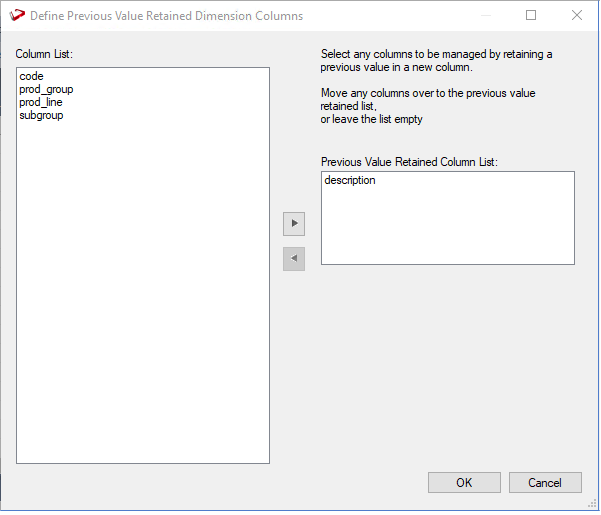 Define Previous Value Retained Dimension Columns
Column List:
code
prod_group
prod_line
subgroup
Select any columns to be managed by retaining a
previous value in a new column.
Move any columns over to the previous value
retained list,
or leave the list empty
Previous Value Retained Column List:
description
OK
Cancel